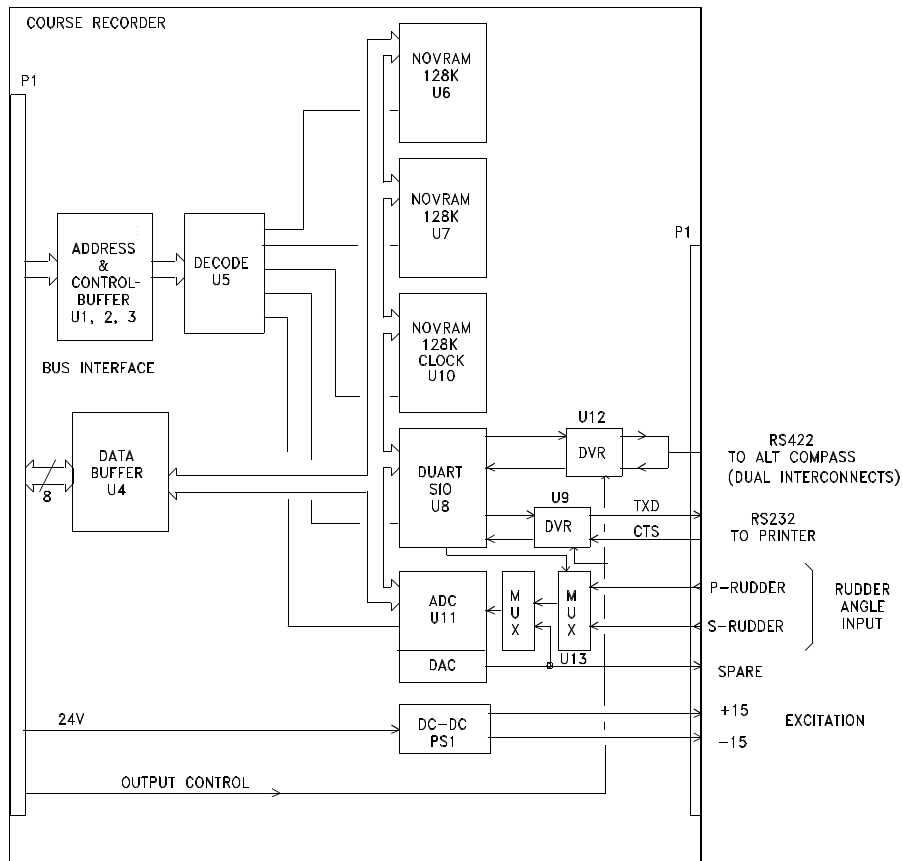 COURSE RECORDER
P1
NOVRAM
128K
U6
NOVRAM
128K
U7
P1
ADDRESS
&
CONTROL-
BUFFER
U1, 2, 3
DECODE
U5
BUS INTERFACE
NOVRAM
128K
CLOCK
U10
DATA
BUFFER
U4
8
DUART
SIO
U8
U12
DVR
RS422
TO ALT COMPASS
(DUAL INTERCONNECTS)
U9
DVR
TXD
CTS
RS232
TO PRINTER
ADC
U11
DAC
MUX
MUX
U13
P-RUDDER
S-RUDDER
RUDDER
ANGLE
INPUT
SPARE
24V
DC-DC
PS1
+15
-15
EXCITATION
OUTPUT CONTROL